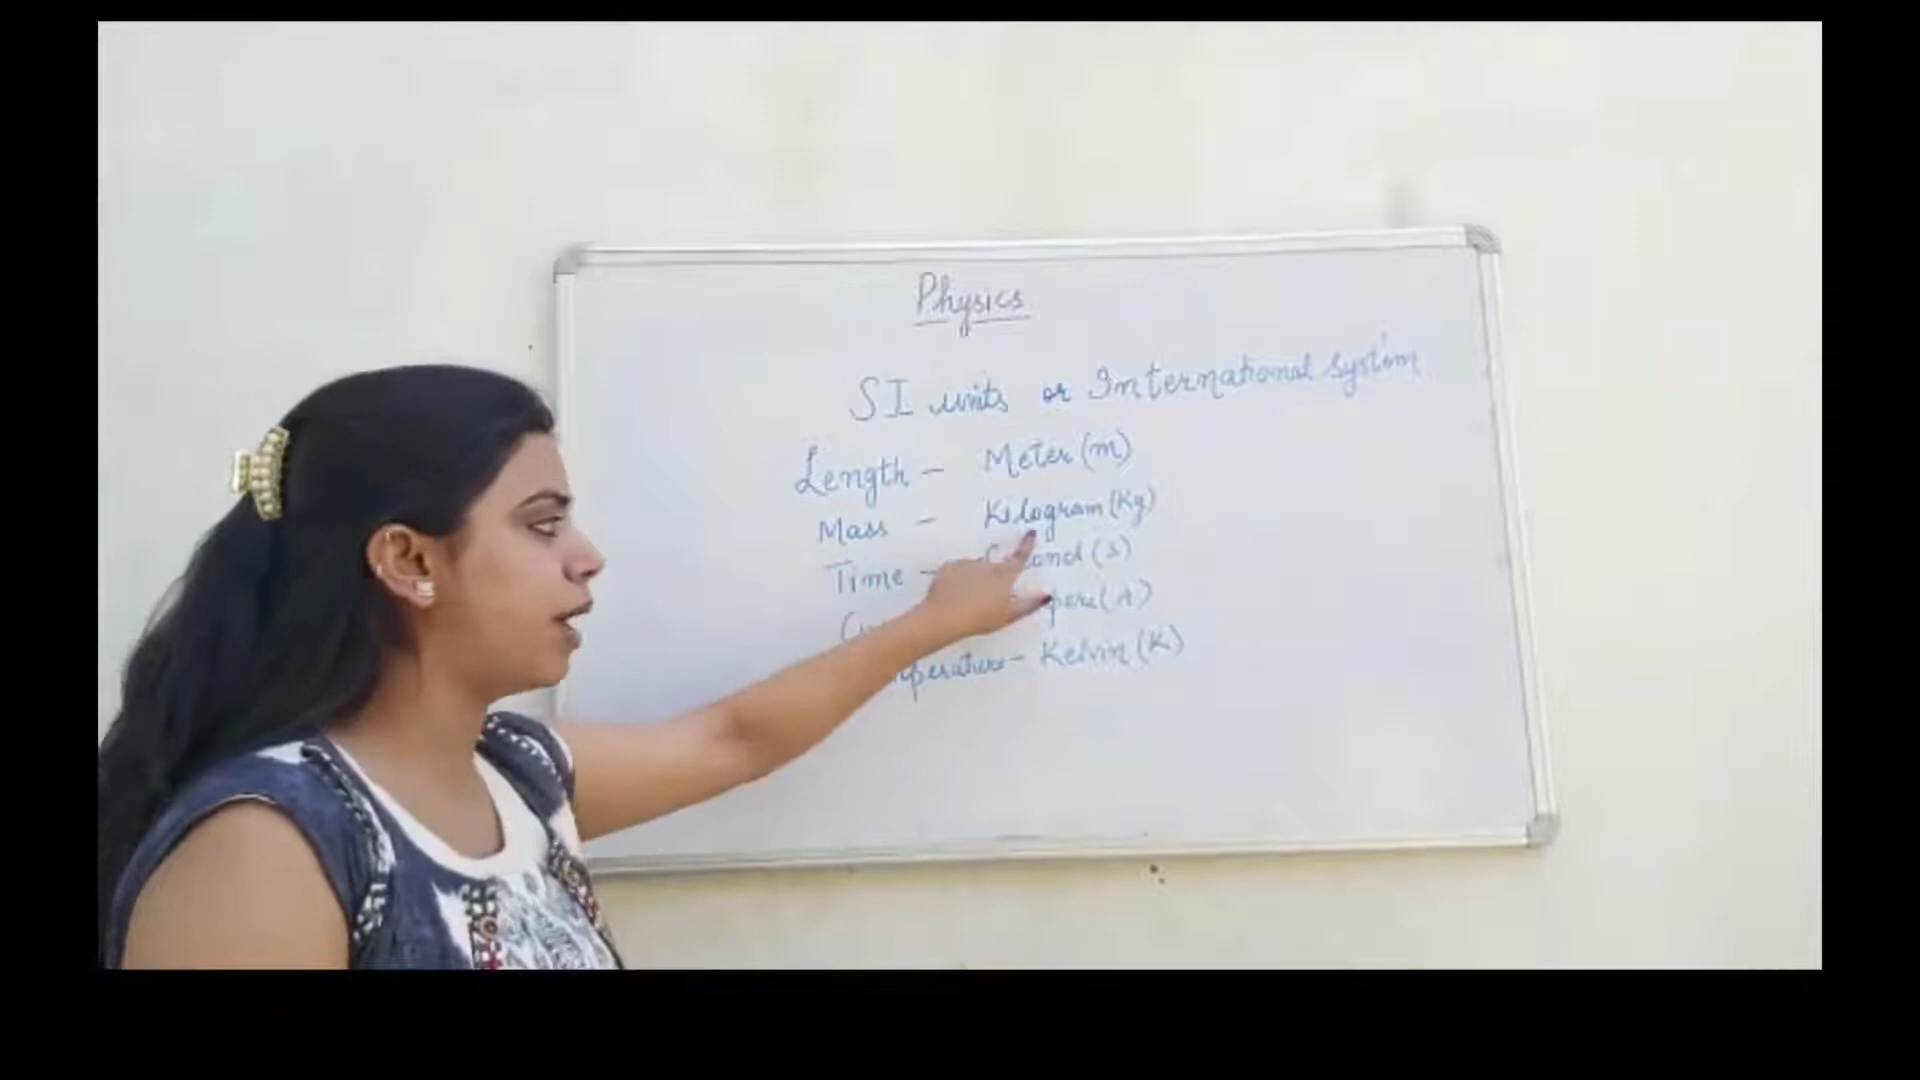 Physics
SI units or International system
Length - Meter (m)
Mass - Kilogram (Kg)
Time - (s)
(A)
- Kelvin (K)